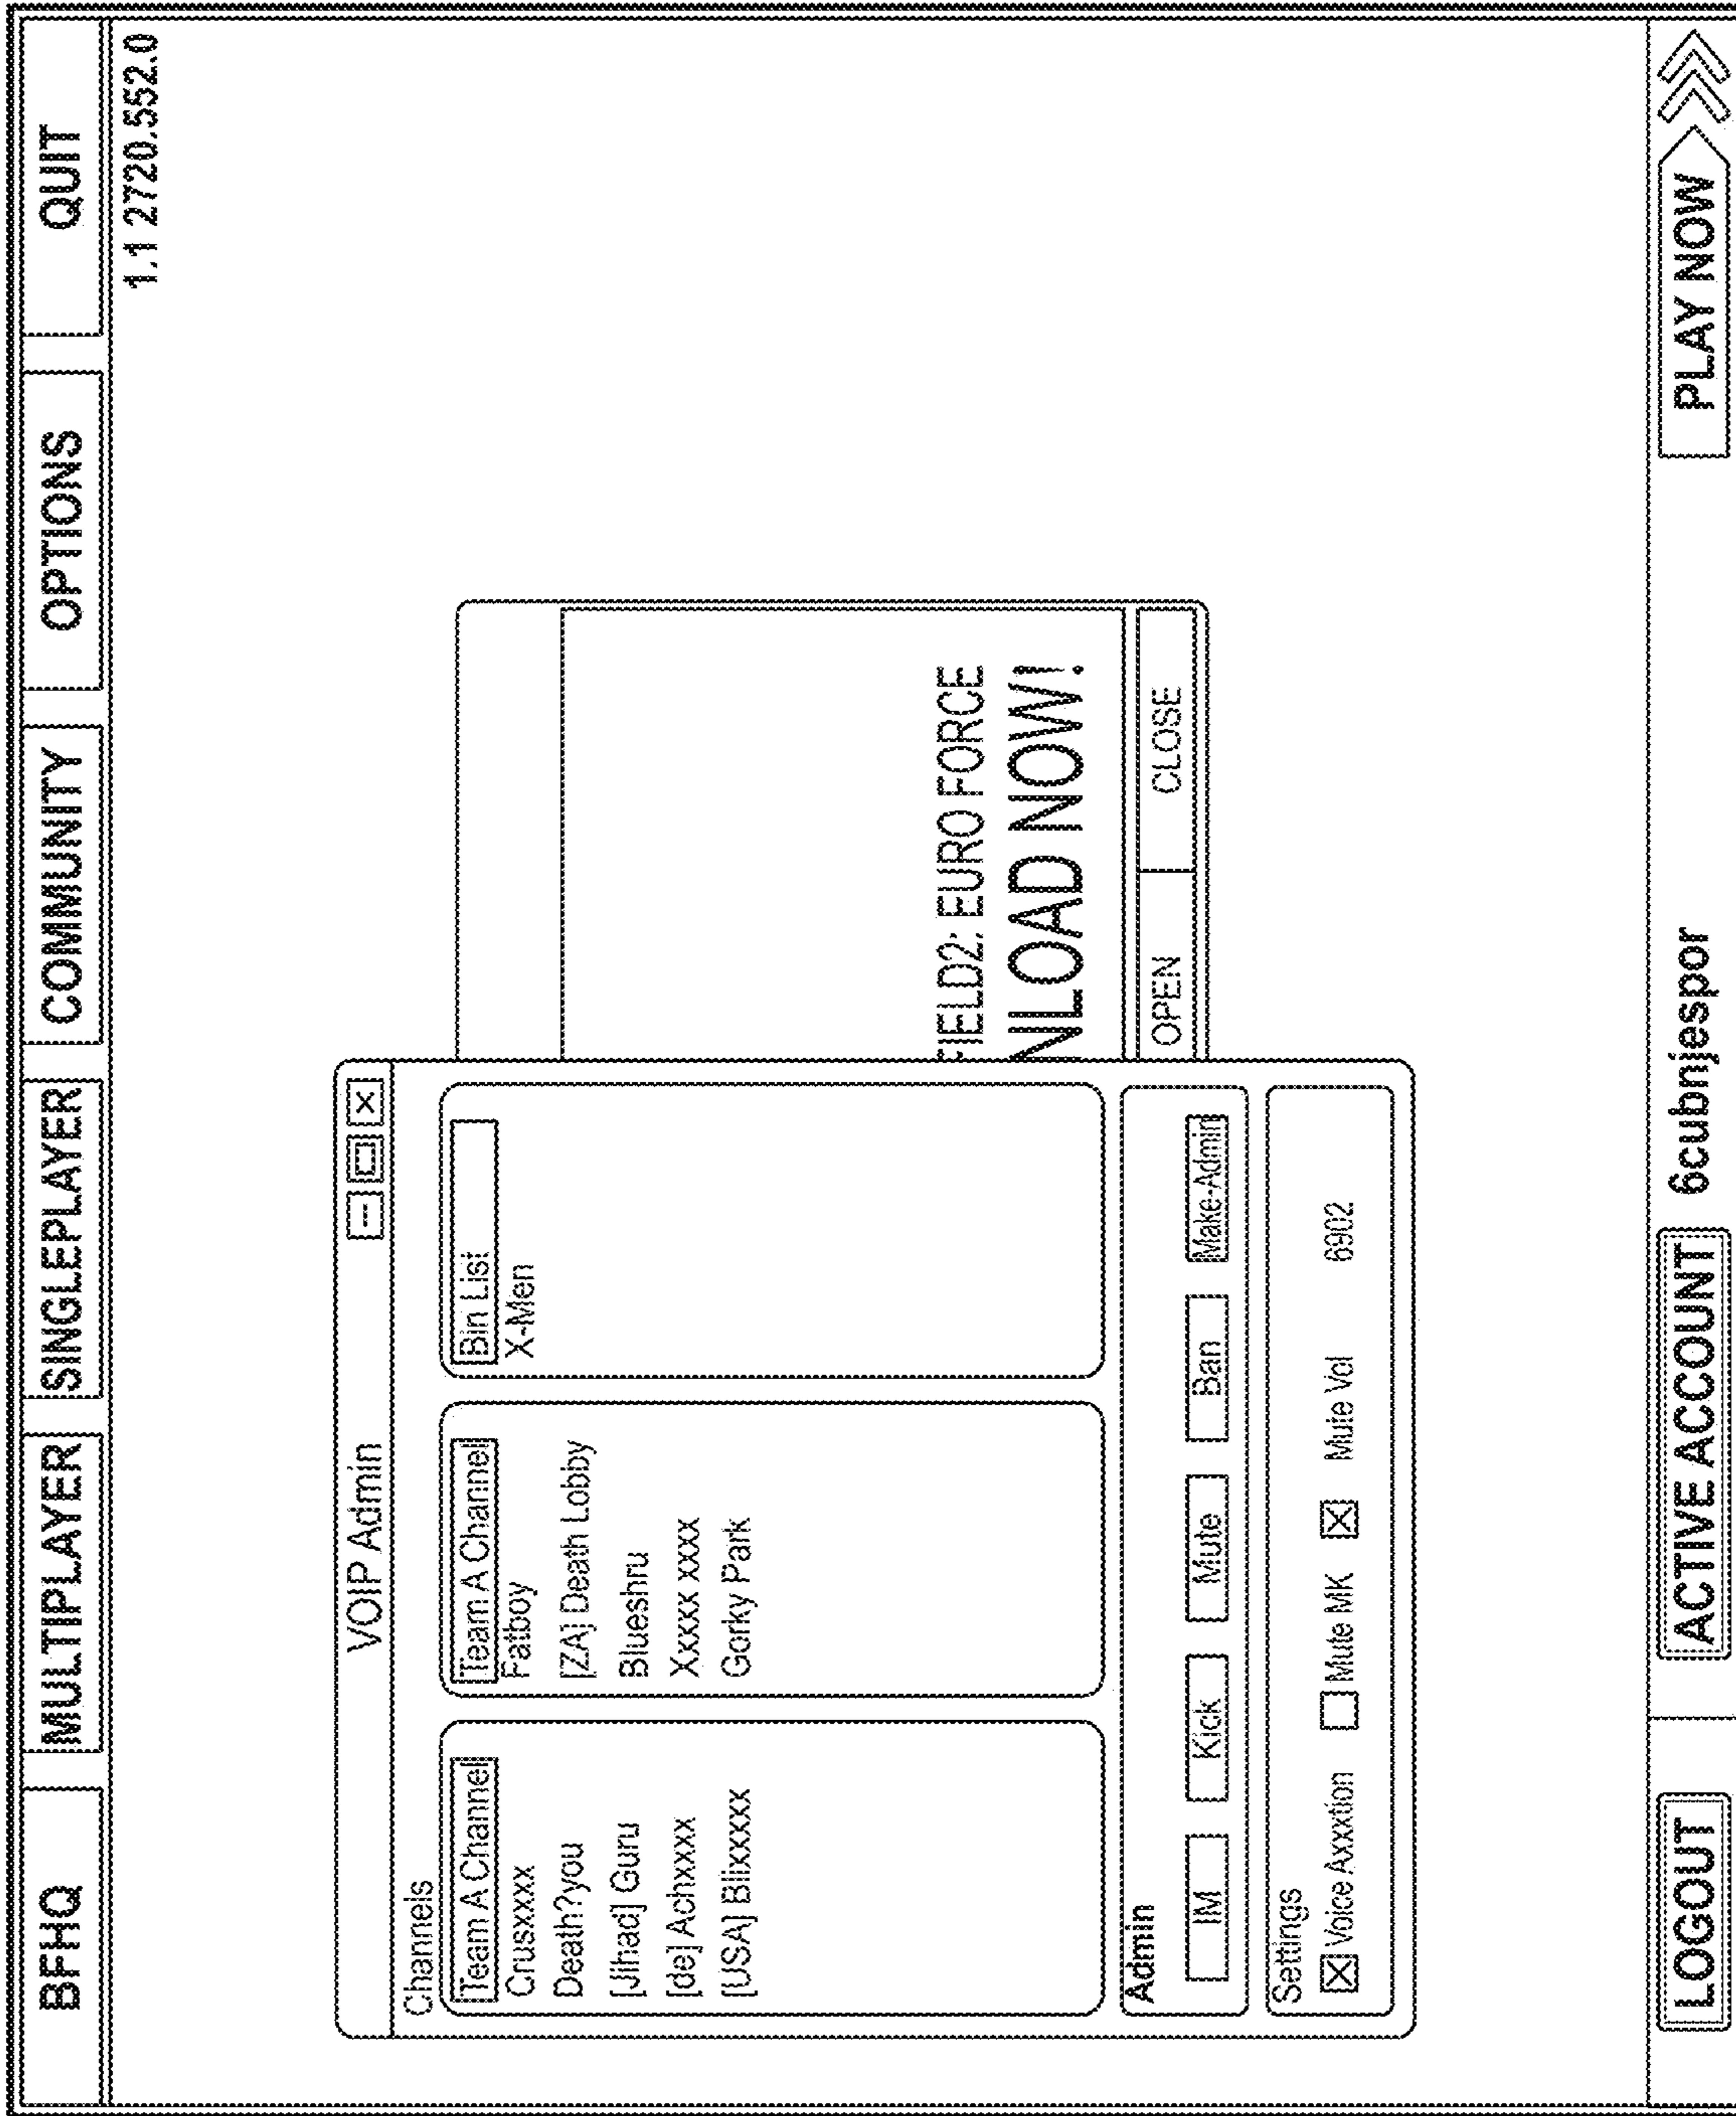 BFHQ MULTIPLAYER SINGLEPLAYER COMMUNITY OPTIONS QUIT
1.1 2720.552.0
VOIP Admin
Channels
Team A Channel
Crusxxxx
Death?you
[Jihad] Guru
[de] Achxxxx
[USA] Blixxxxx
Team A Channel
Fatboy
[ZA] Death Lobby
Blueshru
Xxxxx xxxx
Gorky Park
Bin List
X-Men
Admin
IM Kick Mute Ban Make-Admin
Settings
Voice Axxxtion Mute MK Mute Vol 6902
FIELD2: EURO FORCE
NLOAD NOW!
OPEN CLOSE
LOGOUT ACTIVE ACCOUNT 6cubnjespor PLAY NOW